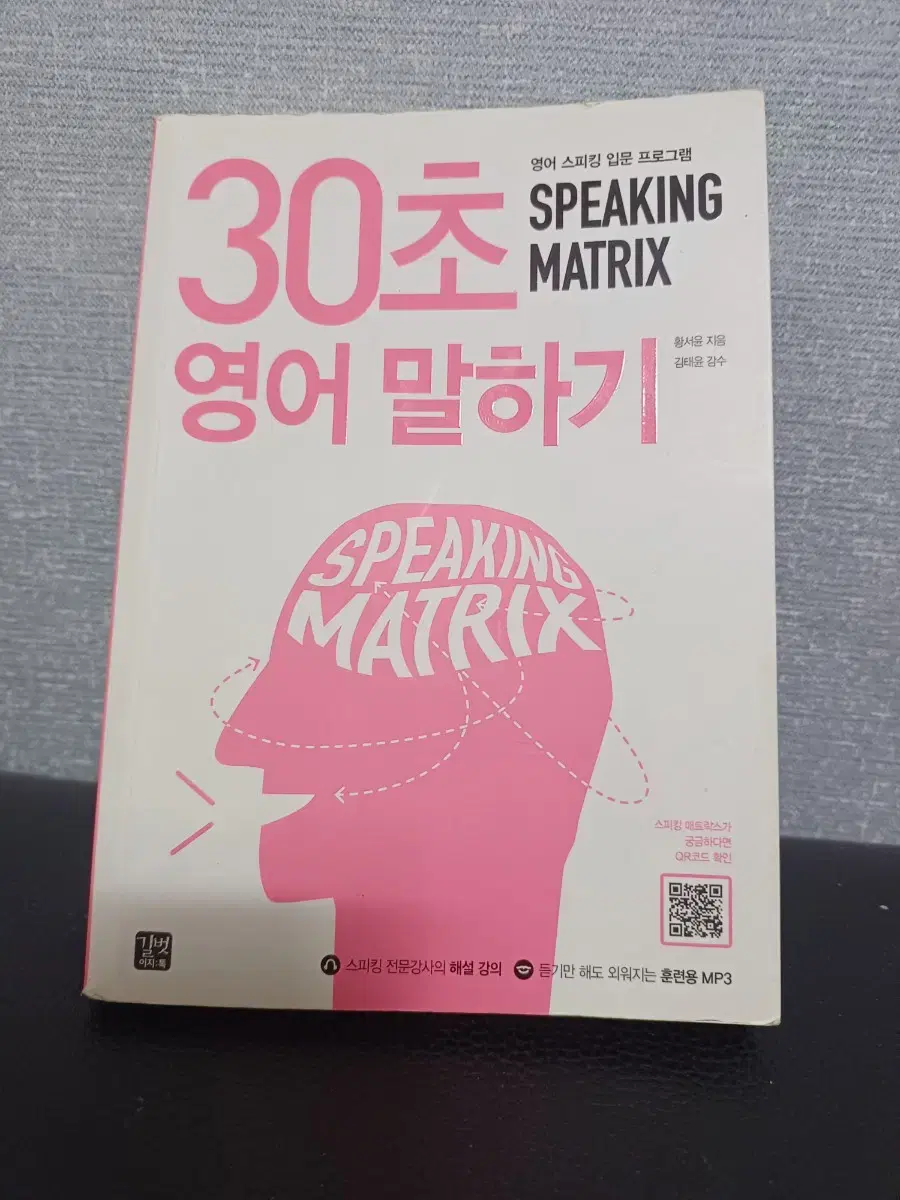 영어 스피킹 입문 프로그램
30초
SPEAKING
MATRIX
영어 말하기
황서윤 지음
김태윤 감수
SPEAKING
MATRIX
스피킹 매트릭스가
궁금하다면
QR코드 확인
길벗
이지:톡
스피킹 전문강사의 해설 강의
듣기만 해도 외워지는 훈련용 MP3